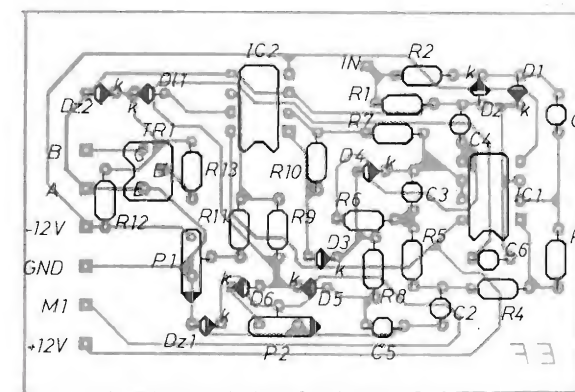 IC2
IN
R2
D1
k
k
k
Dz2
D11
R1
Dz
k
R7
C4
C
TR1
B
C
D4
k
R10
E
R13
C3
IC1
A
E
R6
R12
R11
R9
-12V
D3
R5
C6
P1
k
GND
k
k
R8
D6
D5
C2
R4
M1
k
Dz1
P2
C5
+12V